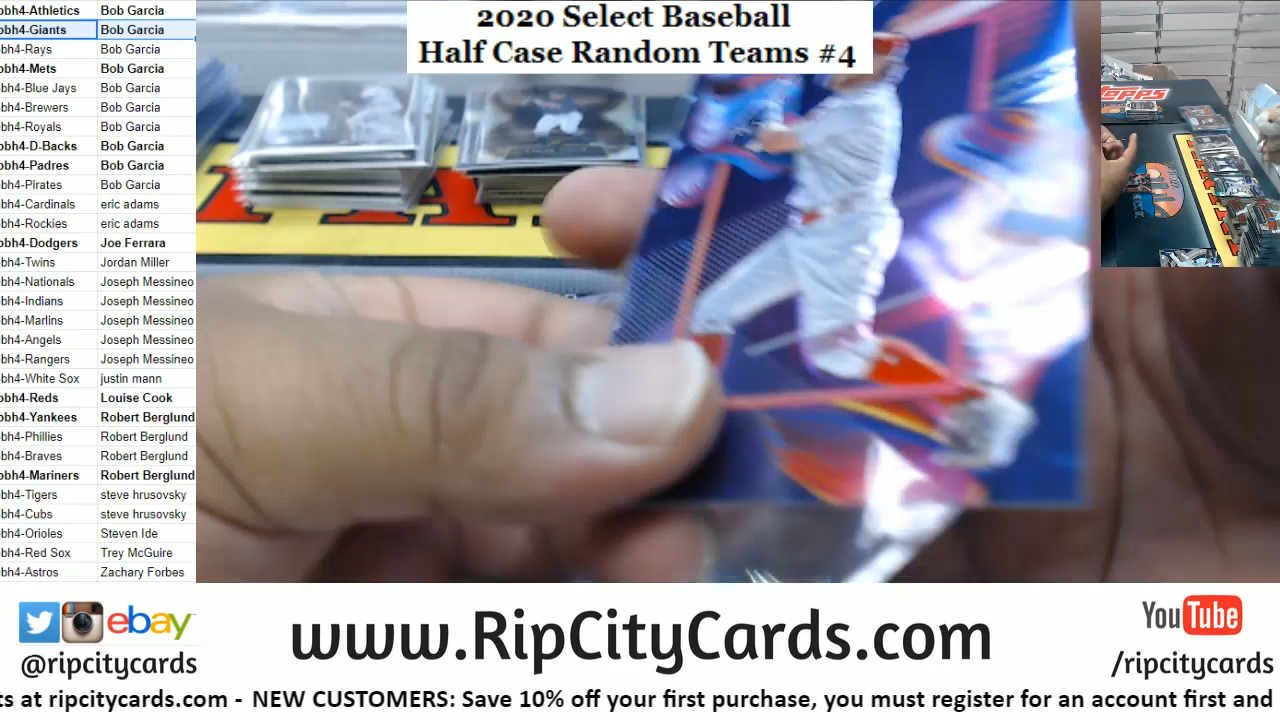 2020 Select Baseball
Half Case Random Teams #4
bh4-Athletics Bob Garcia
bh4-Giants Bob Garcia
bh4-Rays Bob Garcia
bh4-Mets Bob Garcia
bh4-Blue Jays Bob Garcia
bh4-Brewers Bob Garcia
bh4-Royals Bob Garcia
bh4-D-Backs Bob Garcia
bh4-Padres Bob Garcia
bh4-Pirates Bob Garcia
bh4-Cardinals eric adams
bh4-Rockies eric adams
bh4-Dodgers Joe Ferrara
bh4-Twins Jordan Miller
bh4-Nationals Joseph Messineo
bh4-Indians Joseph Messineo
bh4-Marlins Joseph Messineo
bh4-Angels Joseph Messineo
bh4-Rangers Joseph Messineo
bh4-White Sox justin mann
bh4-Reds Louise Cook
bh4-Yankees Robert Berglund
bh4-Phillies Robert Berglund
bh4-Braves Robert Berglund
bh4-Mariners Robert Berglund
bh4-Tigers steve hrusovsky
bh4-Cubs steve hrusovsky
bh4-Orioles Steven Ide
bh4-Red Sox Trey McGuire
bh4-Astros Zachary Forbes
Topps
ebay
@ripcitycards
www.RipCityCards.com
YouTube
/ripcitycards
ts at ripcitycards.com - NEW CUSTOMERS: Save 10% off your first purchase, you must register for an account first and